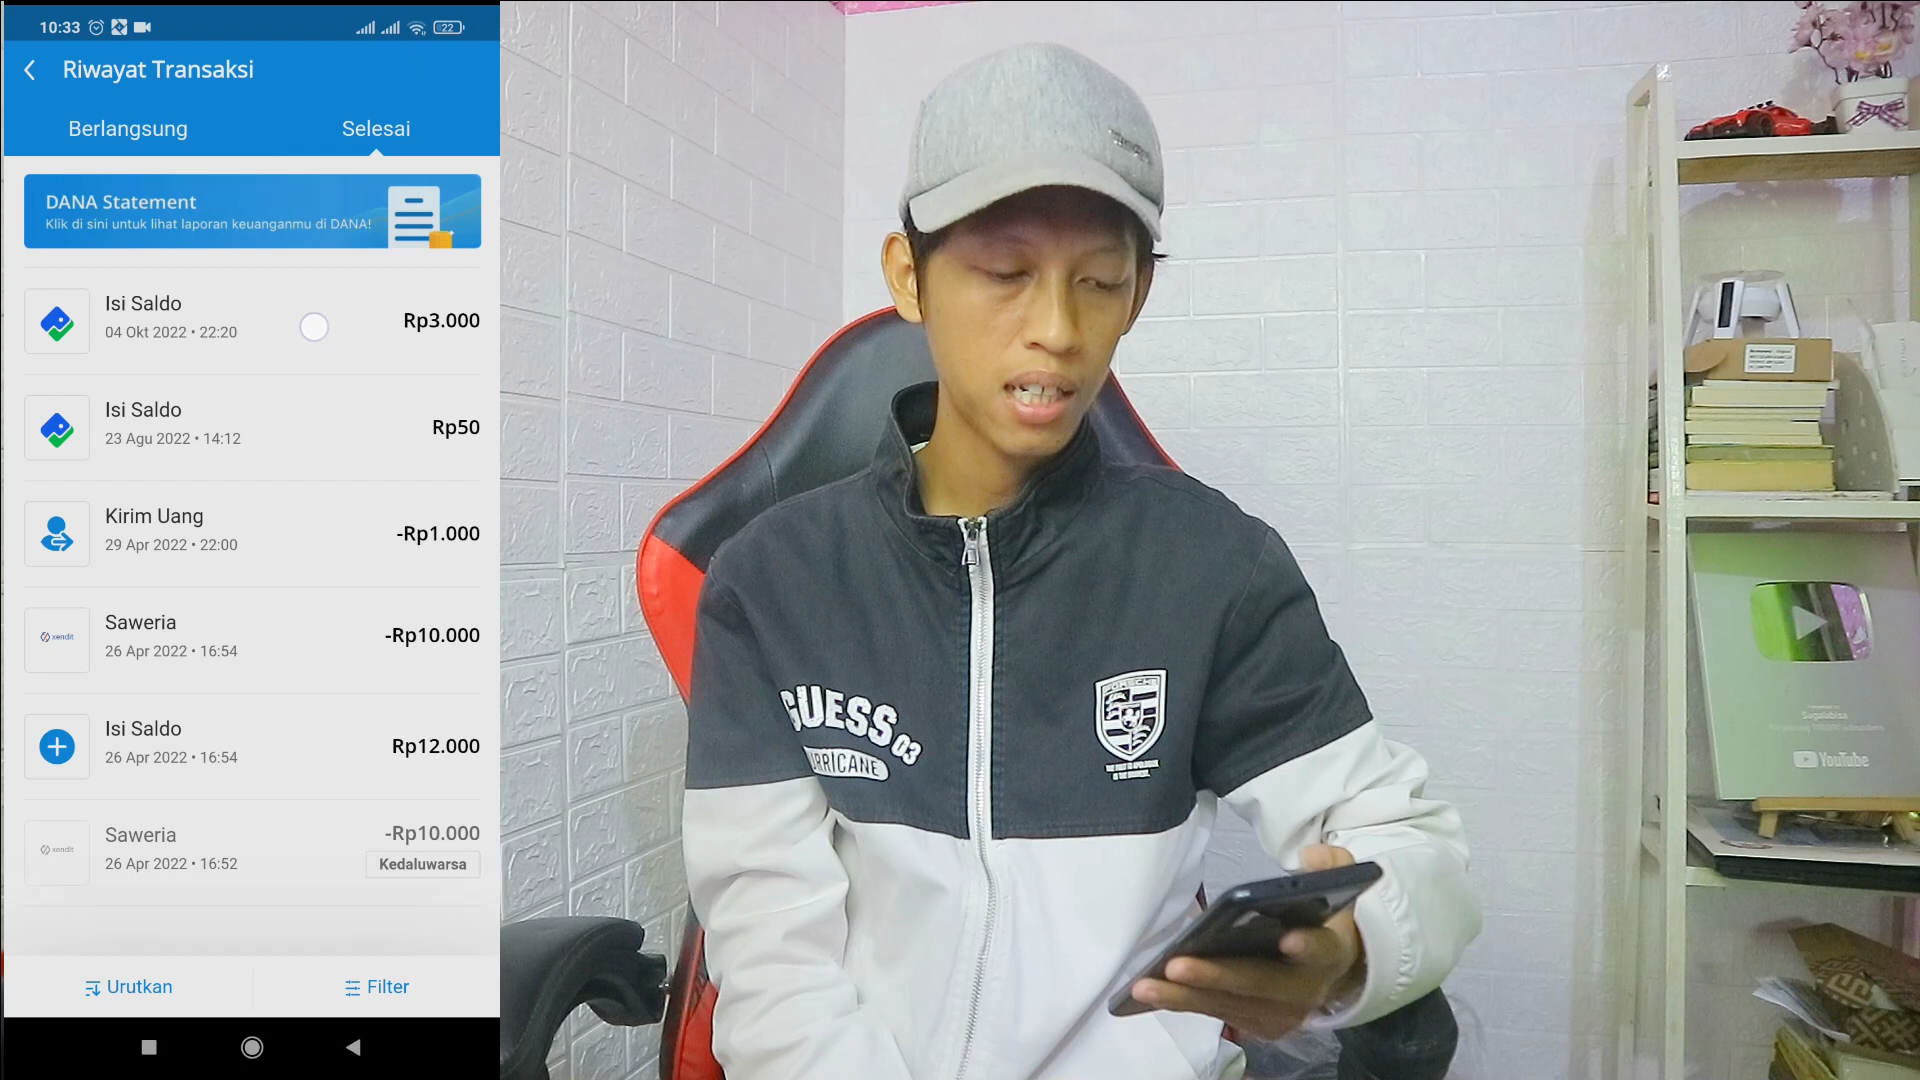 10:33
22
Riwayat Transaksi
Berlangsung
Selesai
DANA Statement
Klik di sini untuk lihat laporan keuanganmu di DANA!
Isi Saldo
04 Okt 2022 • 22:20
Rp3.000
Isi Saldo
23 Agu 2022 • 14:12
Rp50
Kirim Uang
29 Apr 2022 • 22:00
-Rp1.000
xendit
Saweria
26 Apr 2022 • 16:54
-Rp10.000
Isi Saldo
26 Apr 2022 • 16:54
Rp12.000
xendit
Saweria
26 Apr 2022 • 16:52
-Rp10.000
Kedaluwarsa
Urutkan
Filter
GUESS 03
HURRICANE
PORSCHE
YouTube